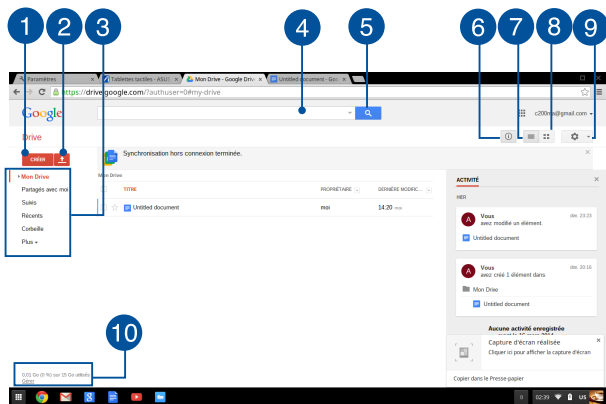 1 2 3 4 5 6 7 8 9
Paramètres × Tablettes tactiles - ASUS × Mon Drive - Google Drive × Untitled document - Goo ×
https://drive.google.com/?authuser=0#my-drive
Google
@gmail.com
Drive
CRÉER
Synchronisation hors connexion terminée. ×
Mon Drive
Partagés avec moi
Suivis
Récents
Corbeille
Plus
Mon Drive
TITRE PROPRIÉTAIRE DERNIÈRE MODIFIC...
Untitled document moi 14:20 moi
ACTIVITÉ ×
HIER
A Vous déc. 23:23
avez modifié un élément.
Untitled document
A Vous
avez créé 1 élément dans
Mon Drive
Untitled document
Aucune activité enregistrée
Capture d'écran réalisée ×
Cliquer ici pour afficher la capture d'écran
Copier dans le Presse-papier
10
0,01 Go (0 %) sur 15 Go utilisés
Gérer
8
0 02:39 US